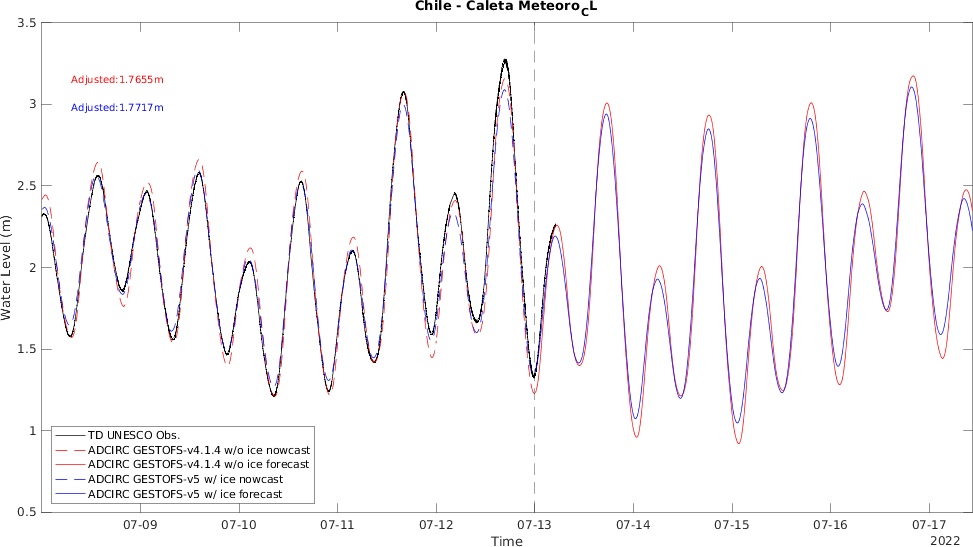 Chile - Caleta Meteoro_CL
3.5
3
2.5
2
1.5
1
0.5
Water Level (m)
Adjusted:1.7655m
Adjusted:1.7717m
TD UNESCO Obs.
ADCIRC GESTOFS-v4.1.4 w/o ice nowcast
ADCIRC GESTOFS-v4.1.4 w/o ice forecast
ADCIRC GESTOFS-v5 w/ ice nowcast
ADCIRC GESTOFS-v5 w/ ice forecast
07-09 07-10 07-11 07-12 07-13 07-14 07-15 07-16 07-17
Time
2022